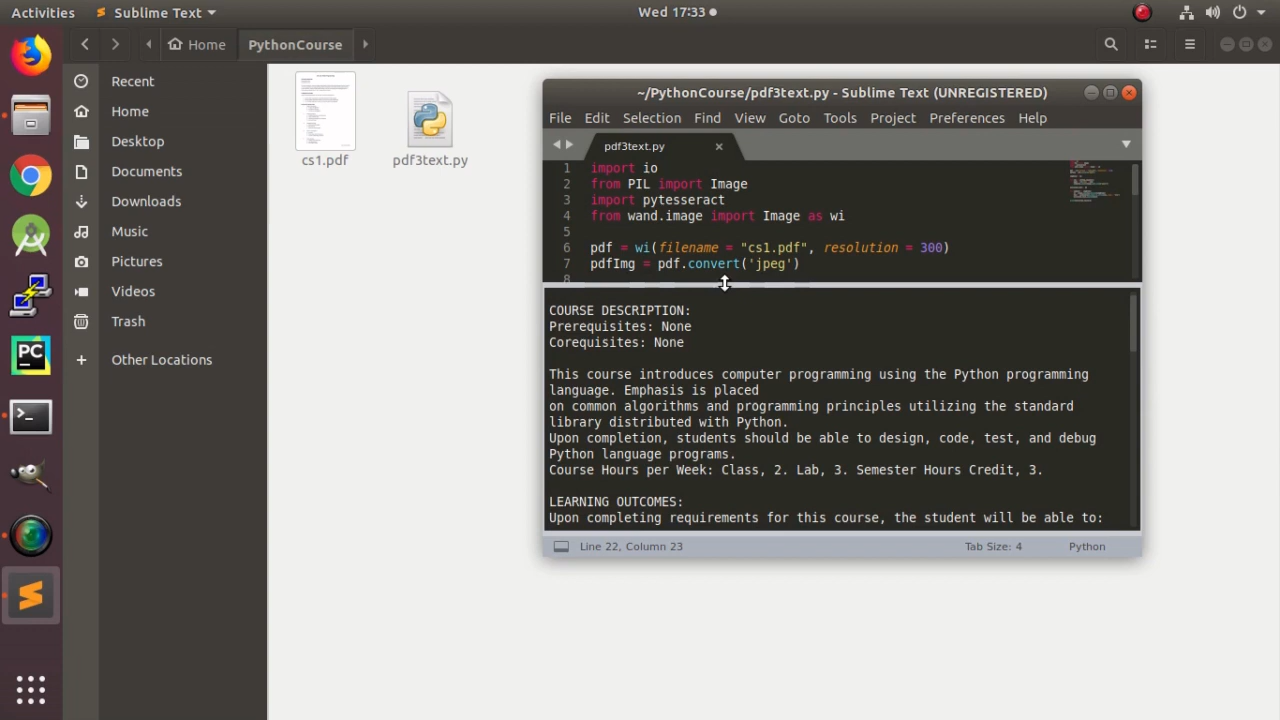 Activities
Sublime Text
Wed 17:33
Home
PythonCourse
Recent
Home
Desktop
Documents
Downloads
Music
Pictures
Videos
Trash
Other Locations
cs1.pdf
pdf3text.py
~/PythonCourse/pdf3text.py - Sublime Text (UNREGISTERED)
File Edit Selection Find View Goto Tools Project Preferences Help
pdf3text.py
1 import io
2 from PIL import Image
3 import pytesseract
4 from wand.image import Image as wi
5
6 pdf = wi(filename = "cs1.pdf", resolution = 300)
7 pdfImg = pdf.convert('jpeg')
8
COURSE DESCRIPTION:
Prerequisites: None
Corequisites: None
This course introduces computer programming using the Python programming
language. Emphasis is placed
on common algorithms and programming principles utilizing the standard
library distributed with Python.
Upon completion, students should be able to design, code, test, and debug
Python language programs.
Course Hours per Week: Class, 2. Lab, 3. Semester Hours Credit, 3.
LEARNING OUTCOMES:
Upon completing requirements for this course, the student will be able to:
Line 22, Column 23
Tab Size: 4
Python
PC